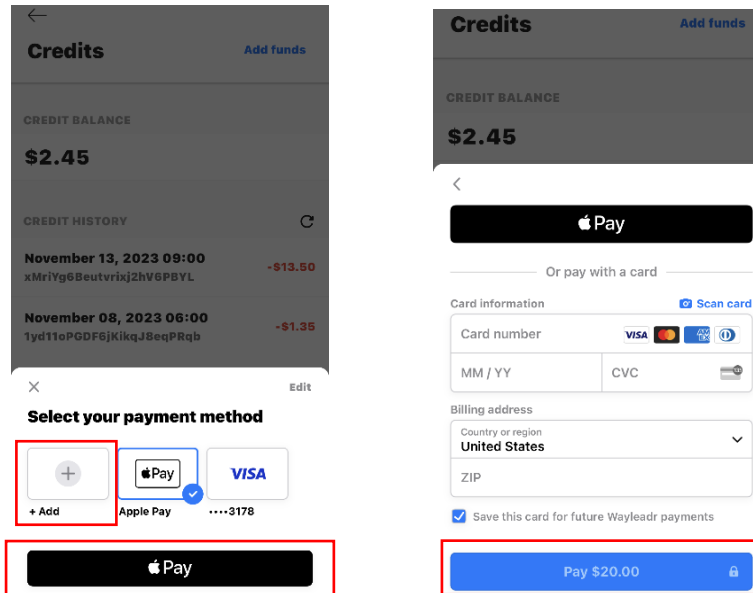 Credits
Add funds
CREDIT BALANCE
$2.45
CREDIT HISTORY
November 13, 2023 09:00
xMriYg6Beutvrixj2hV6PBYL
-$13.50
November 08, 2023 06:00
1yd11oPGDF6jKikqJ8eqPRqb
-$1.35
Edit
Select your payment method
Pay
VISA
+ Add
Apple Pay
••••3178
Pay
Credits
Add funds
CREDIT BALANCE
$2.45
Pay
Or pay with a card
Card information
Scan card
Card number
VISA
MM / YY
CVC
Billing address
Country or region
United States
ZIP
Save this card for future Wayleadr payments
Pay $20.00